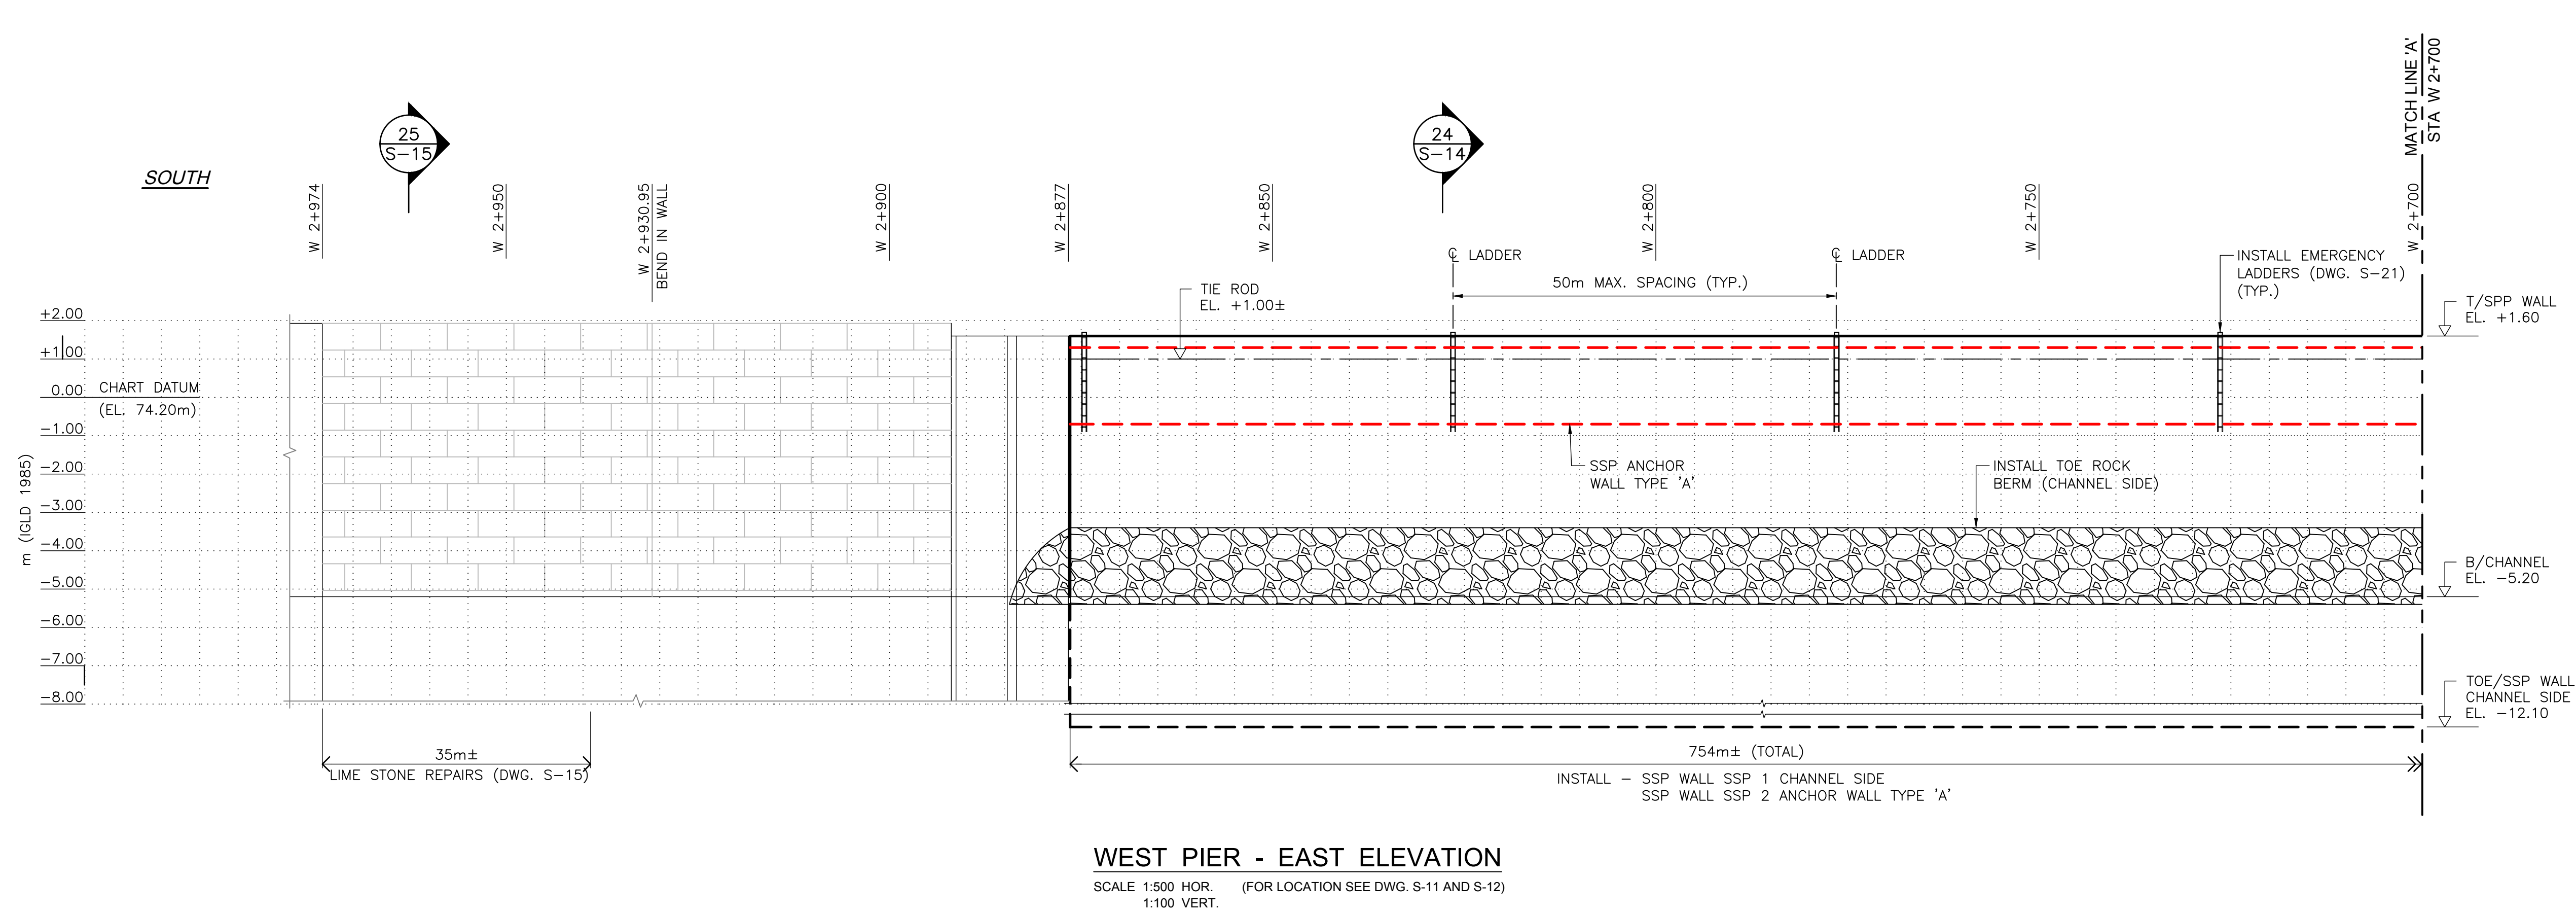 MATCH LINE 'A'
STA W 2+700
25
S-15
24
S-14
SOUTH
W 2+974
W 2+950
W 2+930.95
BEND IN WALL
W 2+900
W 2+877
W 2+850
W 2+800
W 2+750
W 2+700
℄ LADDER
℄ LADDER
50m MAX. SPACING (TYP.)
INSTALL EMERGENCY
LADDERS (DWG. S-21)
(TYP.)
TIE ROD
EL. +1.00±
T/SPP WALL
EL. +1.60
+2.00
+1.00
0.00
-1.00
-2.00
-3.00
-4.00
-5.00
-6.00
-7.00
-8.00
m (IGLD 1985)
CHART DATUM
(EL. 74.20m)
SSP ANCHOR
WALL TYPE 'A'
INSTALL TOE ROCK
BERM (CHANNEL SIDE)
B/CHANNEL
EL. -5.20
TOE/SSP WALL
CHANNEL SIDE
EL. -12.10
35m±
LIME STONE REPAIRS (DWG. S-15)
754m± (TOTAL)
INSTALL - SSP WALL SSP 1 CHANNEL SIDE
SSP WALL SSP 2 ANCHOR WALL TYPE 'A'
WEST PIER - EAST ELEVATION
SCALE 1:500 HOR. (FOR LOCATION SEE DWG. S-11 AND S-12)
1:100 VERT.